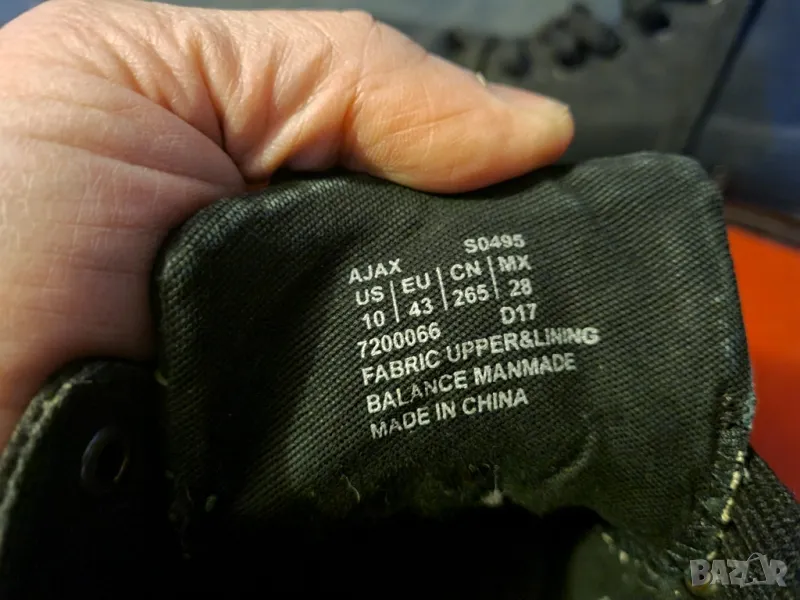 AJAX S0495
US | EU | CN | MX
10 | 43 | 265 | 28
7200066 D17
FABRIC UPPER&LINING
BALANCE MANMADE
MADE IN CHINA
BAZAR